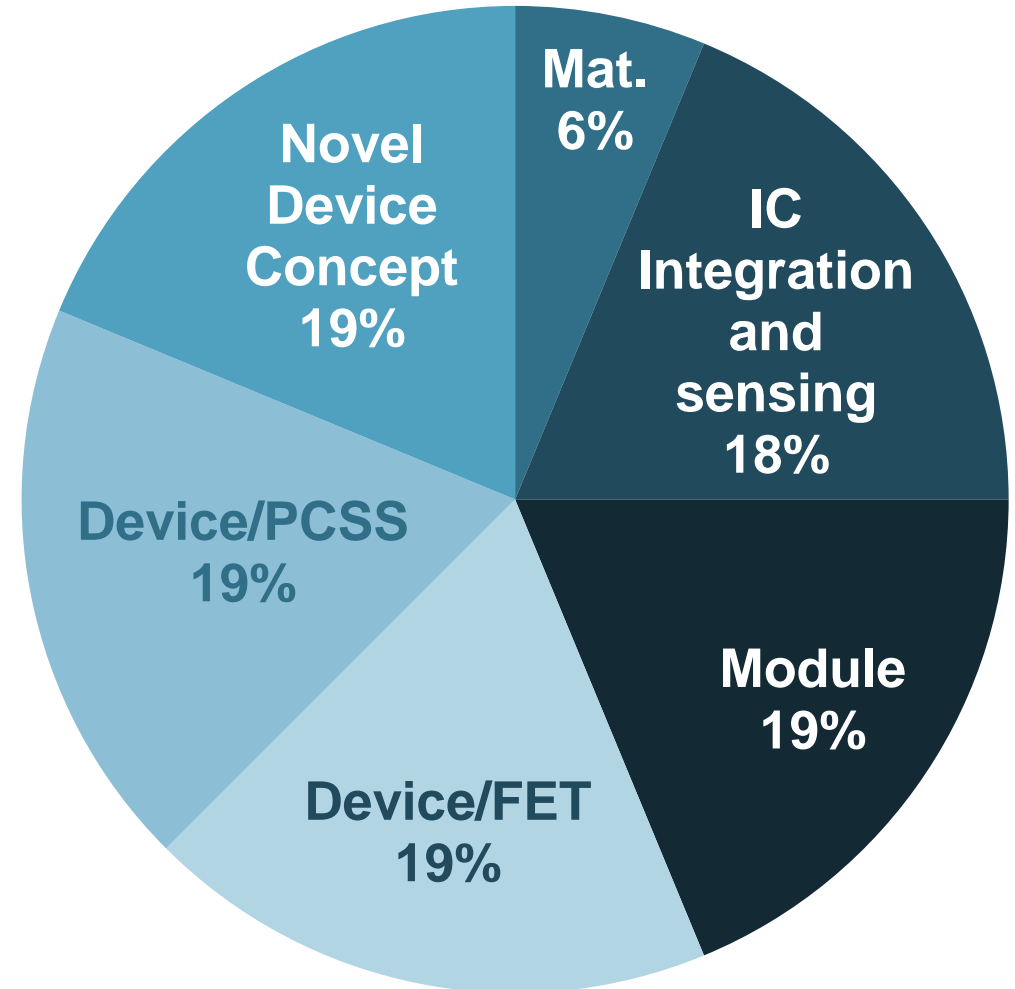 Mat.
6%
IC
Integration
and
sensing
18%
Module
19%
Device/FET
19%
Device/PCSS
19%
Novel
Device
Concept
19%